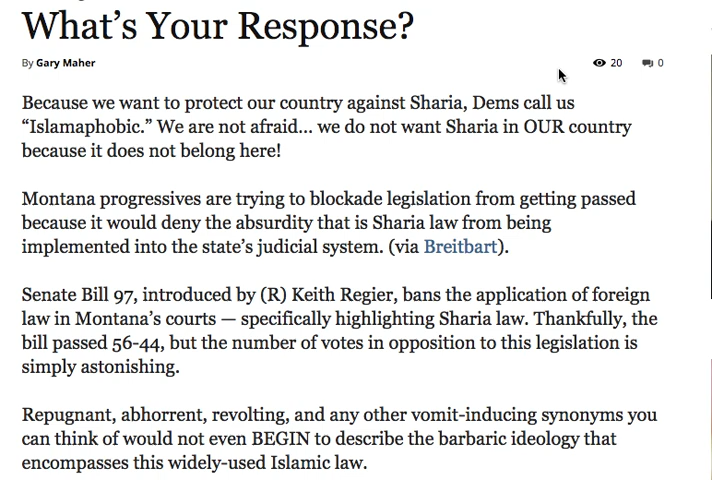 What's Your Response?
By Gary Maher
20
0
Because we want to protect our country against Sharia, Dems call us
“Islamaphobic.” We are not afraid... we do not want Sharia in OUR country
because it does not belong here!
Montana progressives are trying to blockade legislation from getting passed
because it would deny the absurdity that is Sharia law from being
implemented into the state’s judicial system. (via Breitbart).
Senate Bill 97, introduced by (R) Keith Regier, bans the application of foreign
law in Montana’s courts — specifically highlighting Sharia law. Thankfully, the
bill passed 56-44, but the number of votes in opposition to this legislation is
simply astonishing.
Repugnant, abhorrent, revolting, and any other vomit-inducing synonyms you
can think of would not even BEGIN to describe the barbaric ideology that
encompasses this widely-used Islamic law.